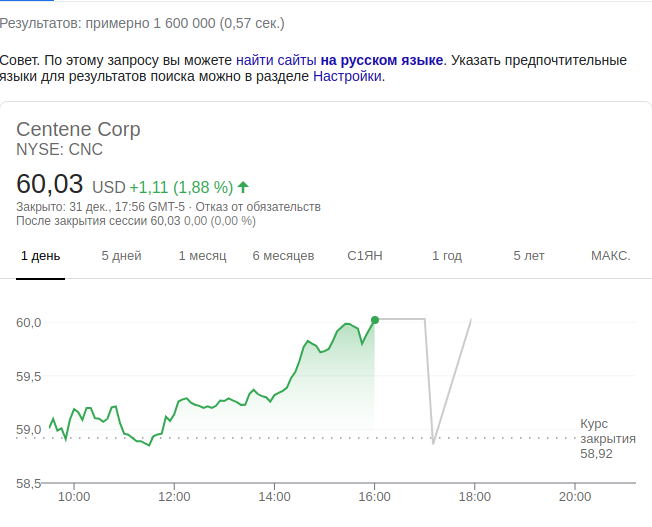 Результатов: примерно 1 600 000 (0,57 сек.)
Совет. По этому запросу вы можете найти сайты на русском языке. Указать предпочтительные
языки для результатов поиска можно в разделе Настройки.
Centene Corp
NYSE: CNC
60,03 USD +1,11 (1,88 %)
Закрыто: 31 дек., 17:56 GMT-5 · Отказ от обязательств
После закрытия сессии 60,03 0,00 (0,00 %)
1 день 5 дней 1 месяц 6 месяцев С1ЯН 1 год 5 лет МАКС.
60,0
59,5
59,0
58,5
Курс
закрытия
58,92
10:00 12:00 14:00 16:00 18:00 20:00